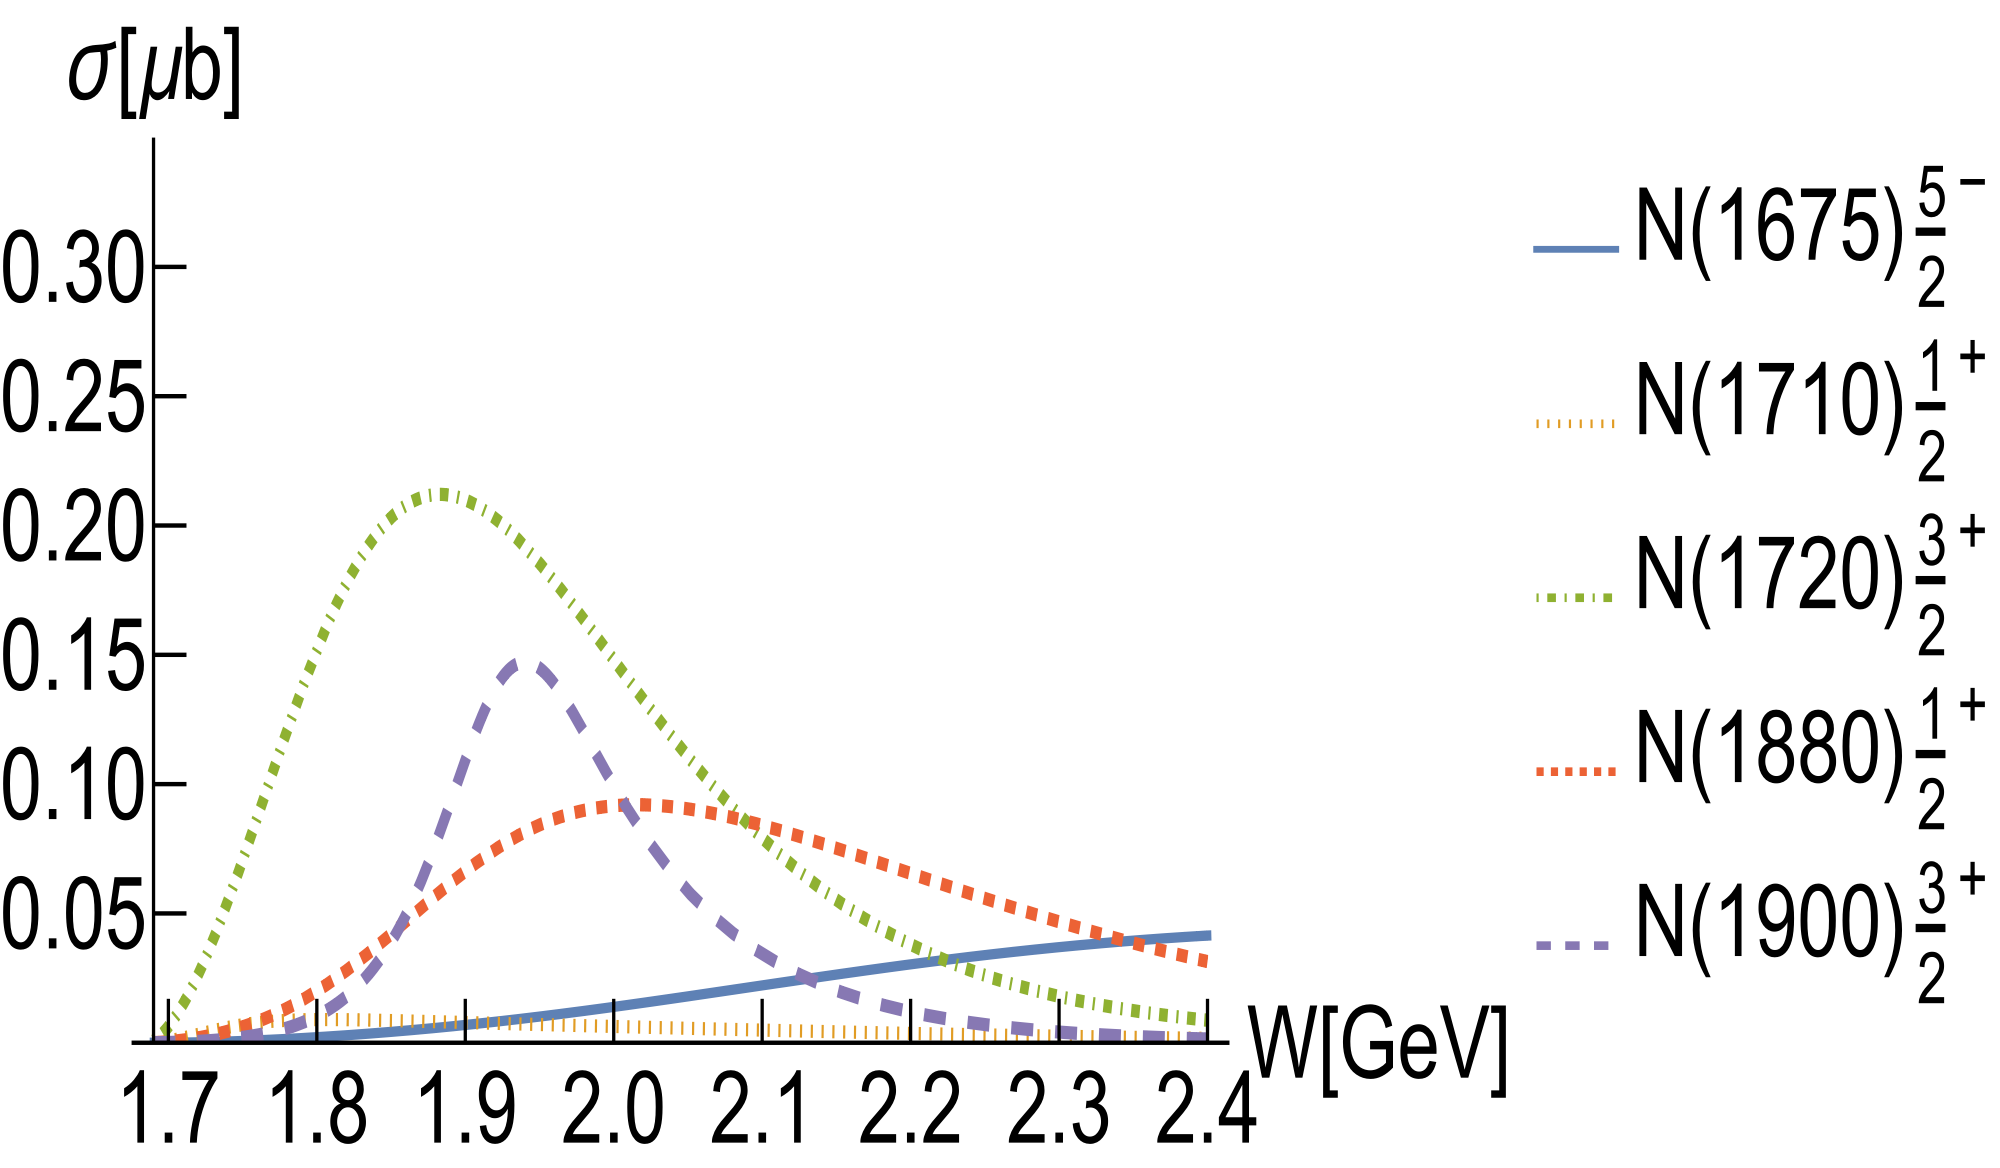 σ[μb]
0.30
0.25
0.20
0.15
0.10
0.05
1.7 1.8 1.9 2.0 2.1 2.2 2.3 2.4
W[GeV]
N(1675) 5/2 −
N(1710) 1/2 +
N(1720) 3/2 +
N(1880) 1/2 +
N(1900) 3/2 +